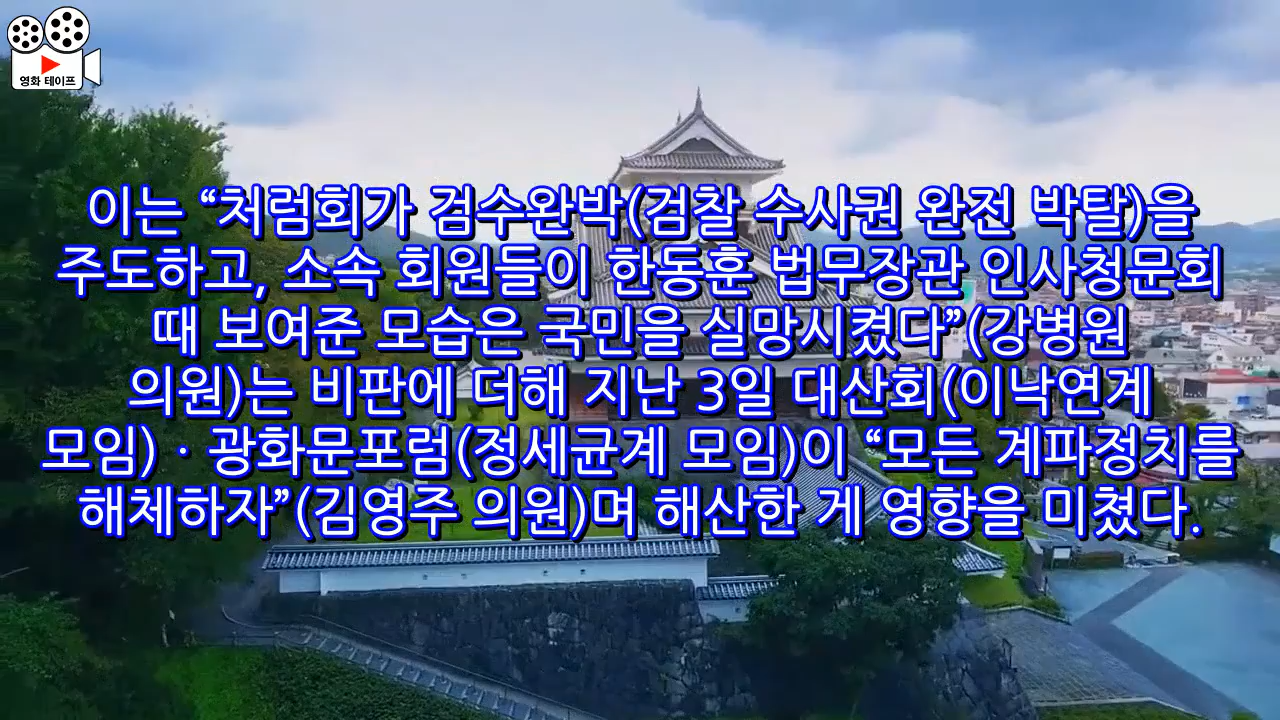 영화 테이프
이는 “처럼회가 검수완박(검찰 수사권 완전 박탈)을
주도하고, 소속 회원들이 한동훈 법무장관 인사청문회
때 보여준 모습은 국민을 실망시켰다”(강병원
의원)는 비판에 더해 지난 3일 대산회(이낙연계
모임)·광화문포럼(정세균계 모임)이 “모든 계파정치를
해체하자”(김영주 의원)며 해산한 게 영향을 미쳤다.